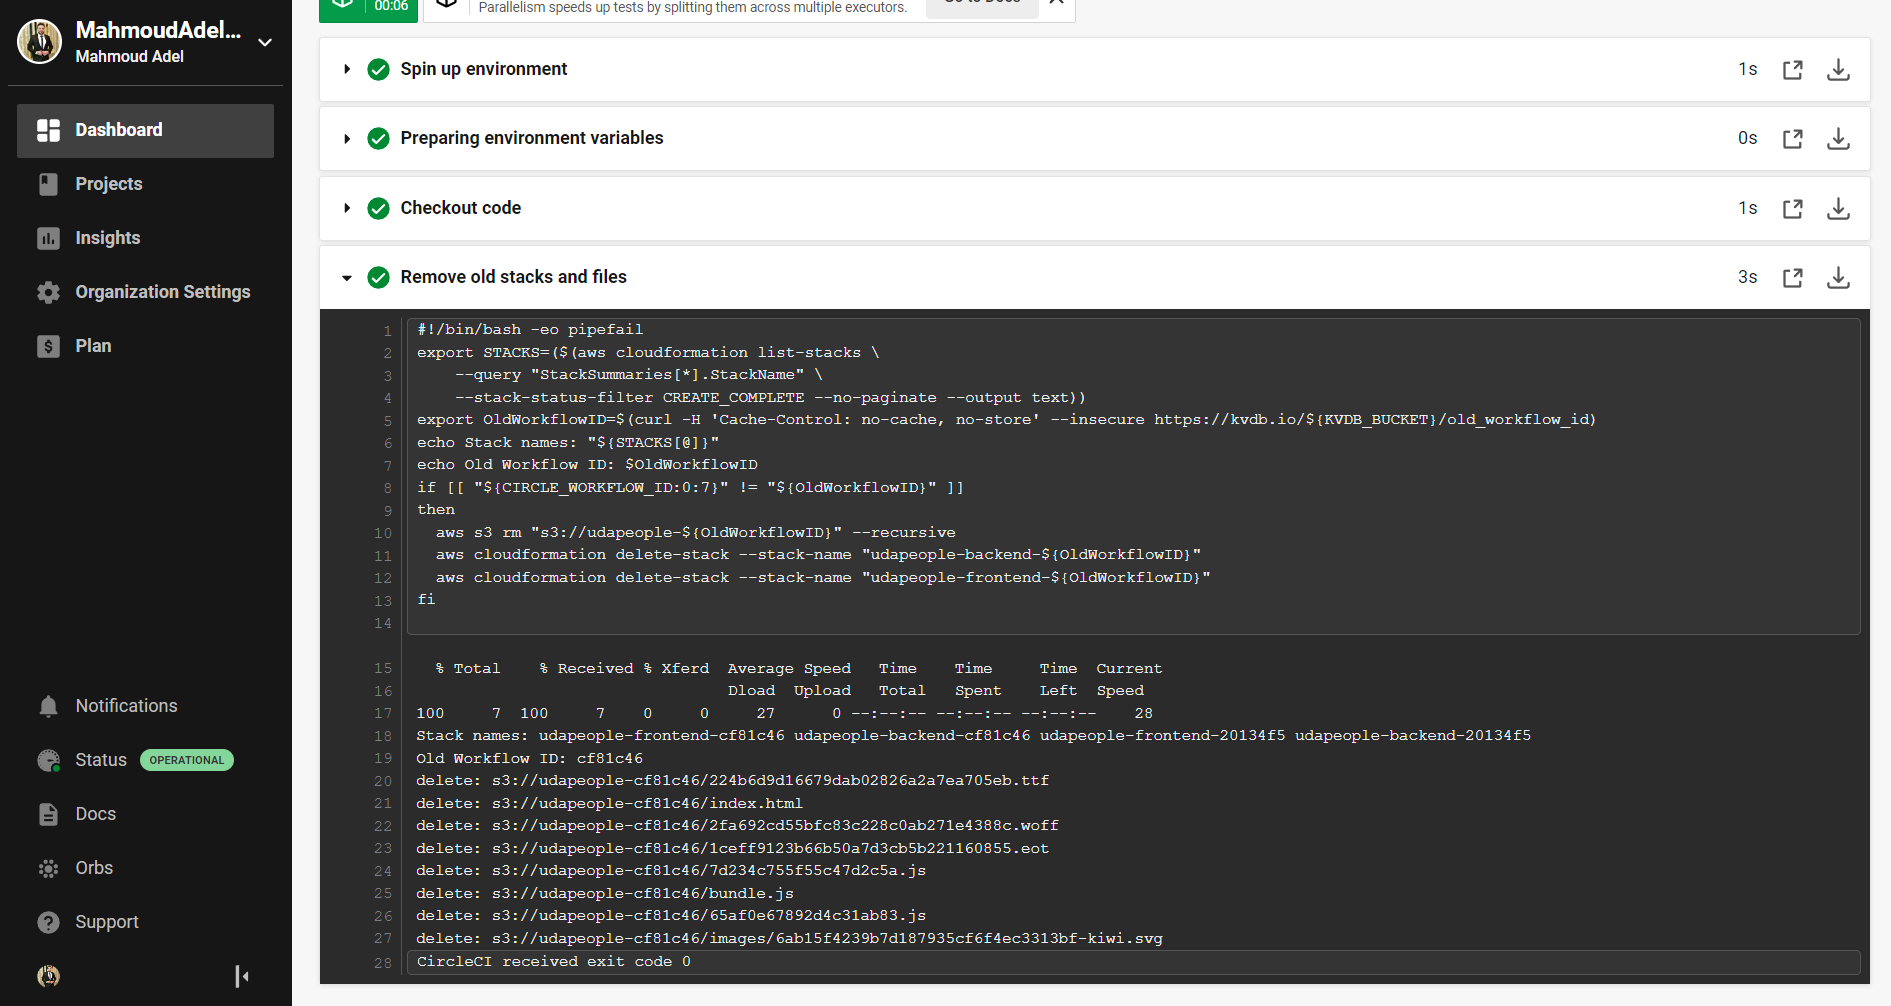 MahmoudAdel...
Mahmoud Adel
Dashboard
Projects
Insights
Organization Settings
Plan
Notifications
Status OPERATIONAL
Docs
Orbs
Support
00:06
Parallelism speeds up tests by splitting them across multiple executors.
Spin up environment 1s
Preparing environment variables 0s
Checkout code 1s
Remove old stacks and files 3s
1 #!/bin/bash -eo pipefail
2 export STACKS=($(aws cloudformation list-stacks \
3 --query "StackSummaries[*].StackName" \
4 --stack-status-filter CREATE_COMPLETE --no-paginate --output text))
5 export OldWorkflowID=$(curl -H 'Cache-Control: no-cache, no-store' --insecure https://kvdb.io/${KVDB_BUCKET}/old_workflow_id)
6 echo Stack names: "${STACKS[@]}"
7 echo Old Workflow ID: $OldWorkflowID
8 if [[ "${CIRCLE_WORKFLOW_ID:0:7}" != "${OldWorkflowID}" ]]
9 then
10 aws s3 rm "s3://udapeople-${OldWorkflowID}" --recursive
11 aws cloudformation delete-stack --stack-name "udapeople-backend-${OldWorkflowID}"
12 aws cloudformation delete-stack --stack-name "udapeople-frontend-${OldWorkflowID}"
13 fi
14
15 % Total % Received % Xferd Average Speed Time Time Time Current
16 Dload Upload Total Spent Left Speed
17 100 7 100 7 0 0 27 0 --:--:-- --:--:-- --:--:-- 28
18 Stack names: udapeople-frontend-cf81c46 udapeople-backend-cf81c46 udapeople-frontend-20134f5 udapeople-backend-20134f5
19 Old Workflow ID: cf81c46
20 delete: s3://udapeople-cf81c46/224b6d9d16679dab02826a2a7ea705eb.ttf
21 delete: s3://udapeople-cf81c46/index.html
22 delete: s3://udapeople-cf81c46/2fa692cd55bfc83c228c0ab271e4388c.woff
23 delete: s3://udapeople-cf81c46/1ceff9123b66b50a7d3cb5b221160855.eot
24 delete: s3://udapeople-cf81c46/7d234c755f55c47d2c5a.js
25 delete: s3://udapeople-cf81c46/bundle.js
26 delete: s3://udapeople-cf81c46/65af0e67892d4c31ab83.js
27 delete: s3://udapeople-cf81c46/images/6ab15f4239b7d187935cf6f4ec3313bf-kiwi.svg
28 CircleCI received exit code 0